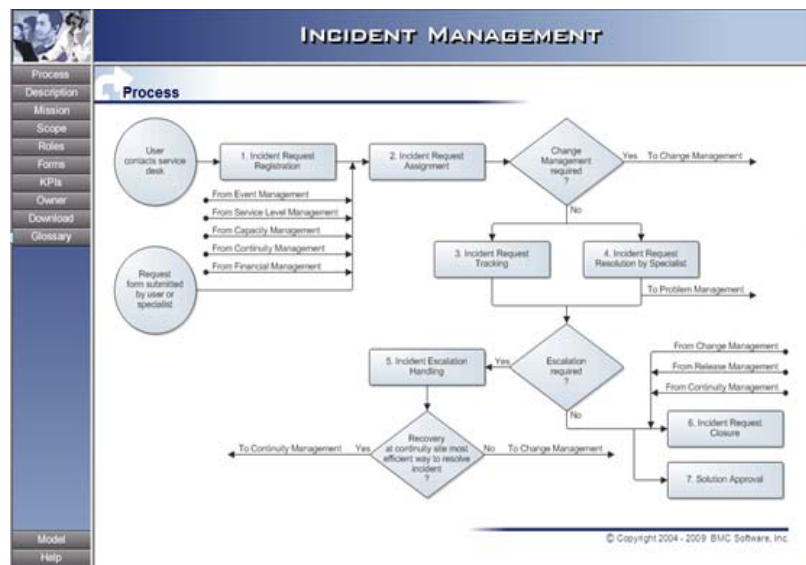 INCIDENT MANAGEMENT
Process
Description
Mission
Scope
Roles
Forms
KPIs
Owner
Download
Glossary
Model
Help
Process
User
contacts service
desk
1. Incident Request
Registration
2. Incident Request
Assignment
Change
Management
required
?
Yes
To Change Management
No
From Event Management
From Service Level Management
From Capacity Management
From Continuity Management
From Financial Management
Request
form submitted
by user or
specialist
3. Incident Request
Tracking
4. Incident Request
Resolution by Specialist
To Problem Management
Escalation
required
?
Yes
No
5. Incident Escalation
Handling
From Change Management
From Release Management
From Continuity Management
6. Incident Request
Closure
7. Solution Approval
Recovery
at continuity site most
efficient way to resolve
incident
?
Yes
To Continuity Management
No
To Change Management
© Copyright 2004 - 2009 BMC Software, Inc.